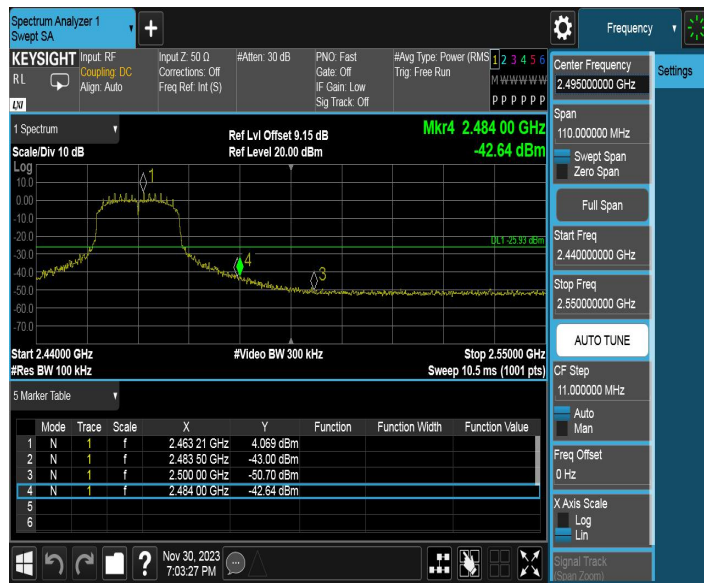 Spectrum Analyzer 1
Swept SA
Frequency
Settings
KEYSIGHT
RL
LXI
Input: RF
Coupling: DC
Align: Auto
Input Z: 50 Ω
Corrections: Off
Freq Ref: Int (S)
#Atten: 30 dB
PNO: Fast
Gate: Off
IF Gain: Low
Sig Track: Off
#Avg Type: Power (RMS
Trig: Free Run
1 2 3 4 5 6
M W W W W W
P P P P P P
1 Spectrum
Scale/Div 10 dB
Ref Lvl Offset 9.15 dB
Ref Level 20.00 dBm
Mkr4 2.484 00 GHz
-42.64 dBm
Log
10.0
0.00
-10.0
-20.0
-30.0
-40.0
-50.0
-60.0
-70.0
1
4
3
DL1 -25.93 dBm
Start 2.44000 GHz
#Video BW 300 kHz
Stop 2.55000 GHz
#Res BW 100 kHz
Sweep 10.5 ms (1001 pts)
5 Marker Table
Mode Trace Scale X Y Function Function Width Function Value
1 N 1 f 2.463 21 GHz 4.069 dBm
2 N 1 f 2.483 50 GHz -43.00 dBm
3 N 1 f 2.500 00 GHz -50.70 dBm
4 N 1 f 2.484 00 GHz -42.64 dBm
5
6
Nov 30, 2023
7:03:27 PM
Center Frequency
2.495000000 GHz
Span
110.000000 MHz
Swept Span
Zero Span
Full Span
Start Freq
2.440000000 GHz
Stop Freq
2.550000000 GHz
AUTO TUNE
CF Step
11.000000 MHz
Auto
Man
Freq Offset
0 Hz
X Axis Scale
Log
Lin
Signal Track
(Span Zoom)